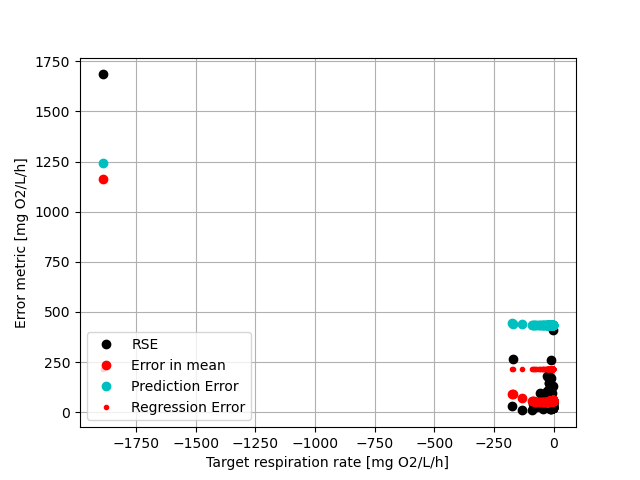 1750
1500
1250
1000
750
500
250
0
Error metric [mg O2/L/h]
RSE
Error in mean
Prediction Error
Regression Error
−1750 −1500 −1250 −1000 −750 −500 −250 0
Target respiration rate [mg O2/L/h]